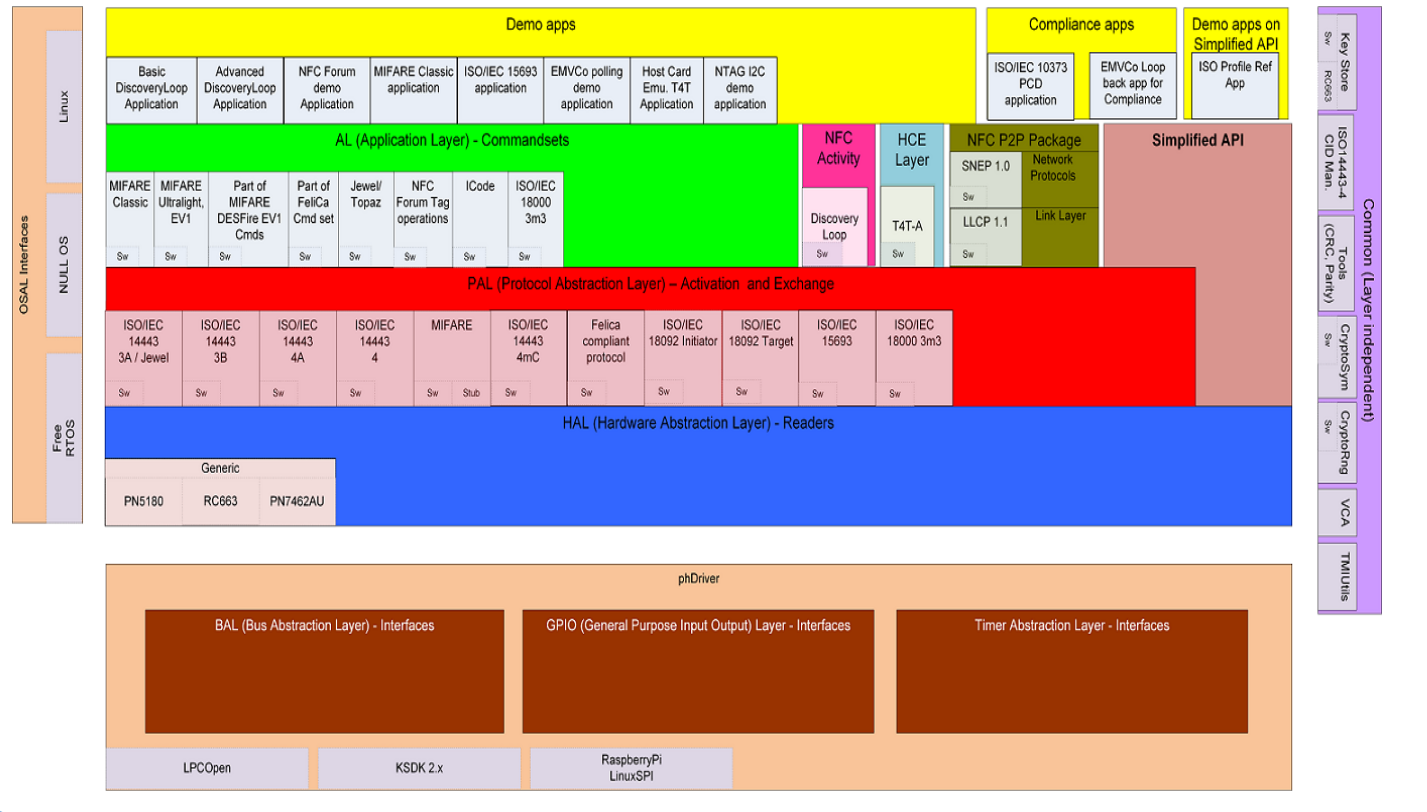 OSAL Interfaces
Linux
NULL OS
Free
RTOS
Demo apps
Basic
DiscoveryLoop
Application
Advanced
DiscoveryLoop
Application
NFC Forum
demo
Application
MIFARE Classic
application
ISO/IEC 15693
application
EMVCo polling
demo
application
Host Card
Emu. T4T
Application
NTAG I2C
demo
application
Compliance apps
ISO/IEC 10373
PCD
application
EMVCo Loop
back app for
Compliance
Demo apps on
Simplified API
ISO Profile Ref
App
AL (Application Layer) - Commandsets
MIFARE
Classic
Sw
MIFARE
Ultralight,
EV1
Part of
MIFARE
DESFire EV1
Cmds
Sw
Part of
FeliCa
Cmd set
Sw
Jewel/
Topaz
Sw
NFC
Forum Tag
operations
Sw
ICode
Sw
ISO/IEC
18000
3m3
Sw
NFC
Activity
Discovery
Loop
Sw
HCE
Layer
T4T-A
Sw
NFC P2P Package
SNEP 1.0
Sw
Network
Protocols
LLCP 1.1
Sw
Link Layer
Simplified API
PAL (Protocol Abstraction Layer) – Activation and Exchange
ISO/IEC
14443
3A / Jewel
Sw
ISO/IEC
14443
3B
Sw
ISO/IEC
14443
4A
Sw
ISO/IEC
14443
4
Sw
MIFARE
Sw
Stub
ISO/IEC
14443
4mC
Sw
Felica
compliant
protocol
Sw
ISO/IEC
18092 Initiator
Sw
ISO/IEC
18092 Target
Sw
ISO/IEC
15693
Sw
ISO/IEC
18000 3m3
Sw
HAL (Hardware Abstraction Layer) - Readers
Generic
PN5180
RC663
PN7462AU
phDriver
BAL (Bus Abstraction Layer) - Interfaces
GPIO (General Purpose Input Output) Layer - Interfaces
Timer Abstraction Layer - Interfaces
LPCOpen
KSDK 2.x
RaspberryPi
LinuxSPI
Common (Layer independent)
Key Store
Sw
RC663
ISO14443-4
CID Man.
Tools
(CRC, Parity)
CryptoSym
Sw
CryptoRng
Sw
VCA
TMIUtils